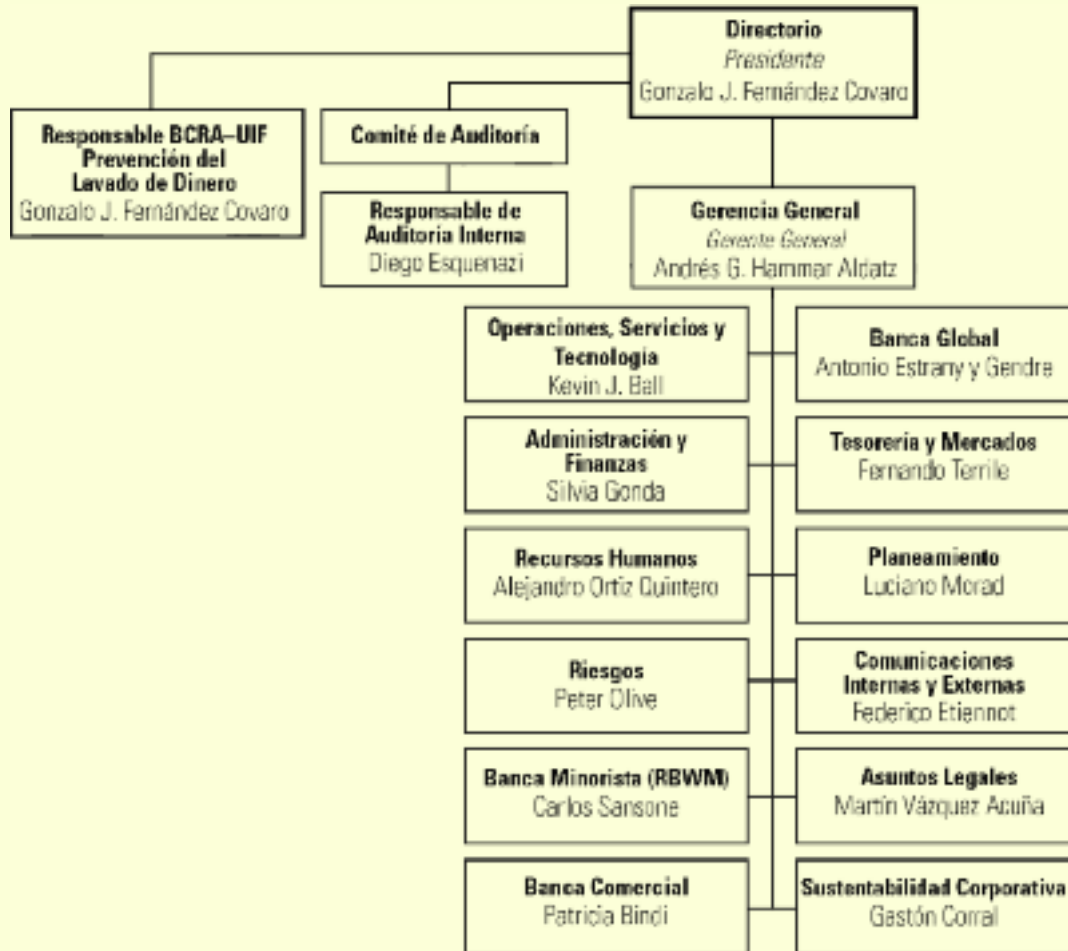 Directorio
Presidente
Gonzalo J. Fernández Covaro
Responsable BCRA–UIF
Prevención del
Lavado de Dinero
Gonzalo J. Fernández Covaro
Comité de Auditoría
Responsable de
Auditoría Interna
Diego Esquenazi
Gerencia General
Gerente General
Andrés G. Hammar Aldatz
Operaciones, Servicios y
Tecnología
Kevin J. Ball
Banca Global
Antonio Estrany y Gendre
Administración y
Finanzas
Silvia Gonda
Tesorería y Mercados
Fernando Terrile
Recursos Humanos
Alejandro Ortiz Quintero
Planeamiento
Luciano Morad
Riesgos
Peter Olive
Comunicaciones
Internas y Externas
Federico Etiennot
Banca Minorista (RBWM)
Carlos Sansone
Asuntos Legales
Martín Vázquez Acuña
Banca Comercial
Patricia Bindi
Sustentabilidad Corporativa
Gastón Corral